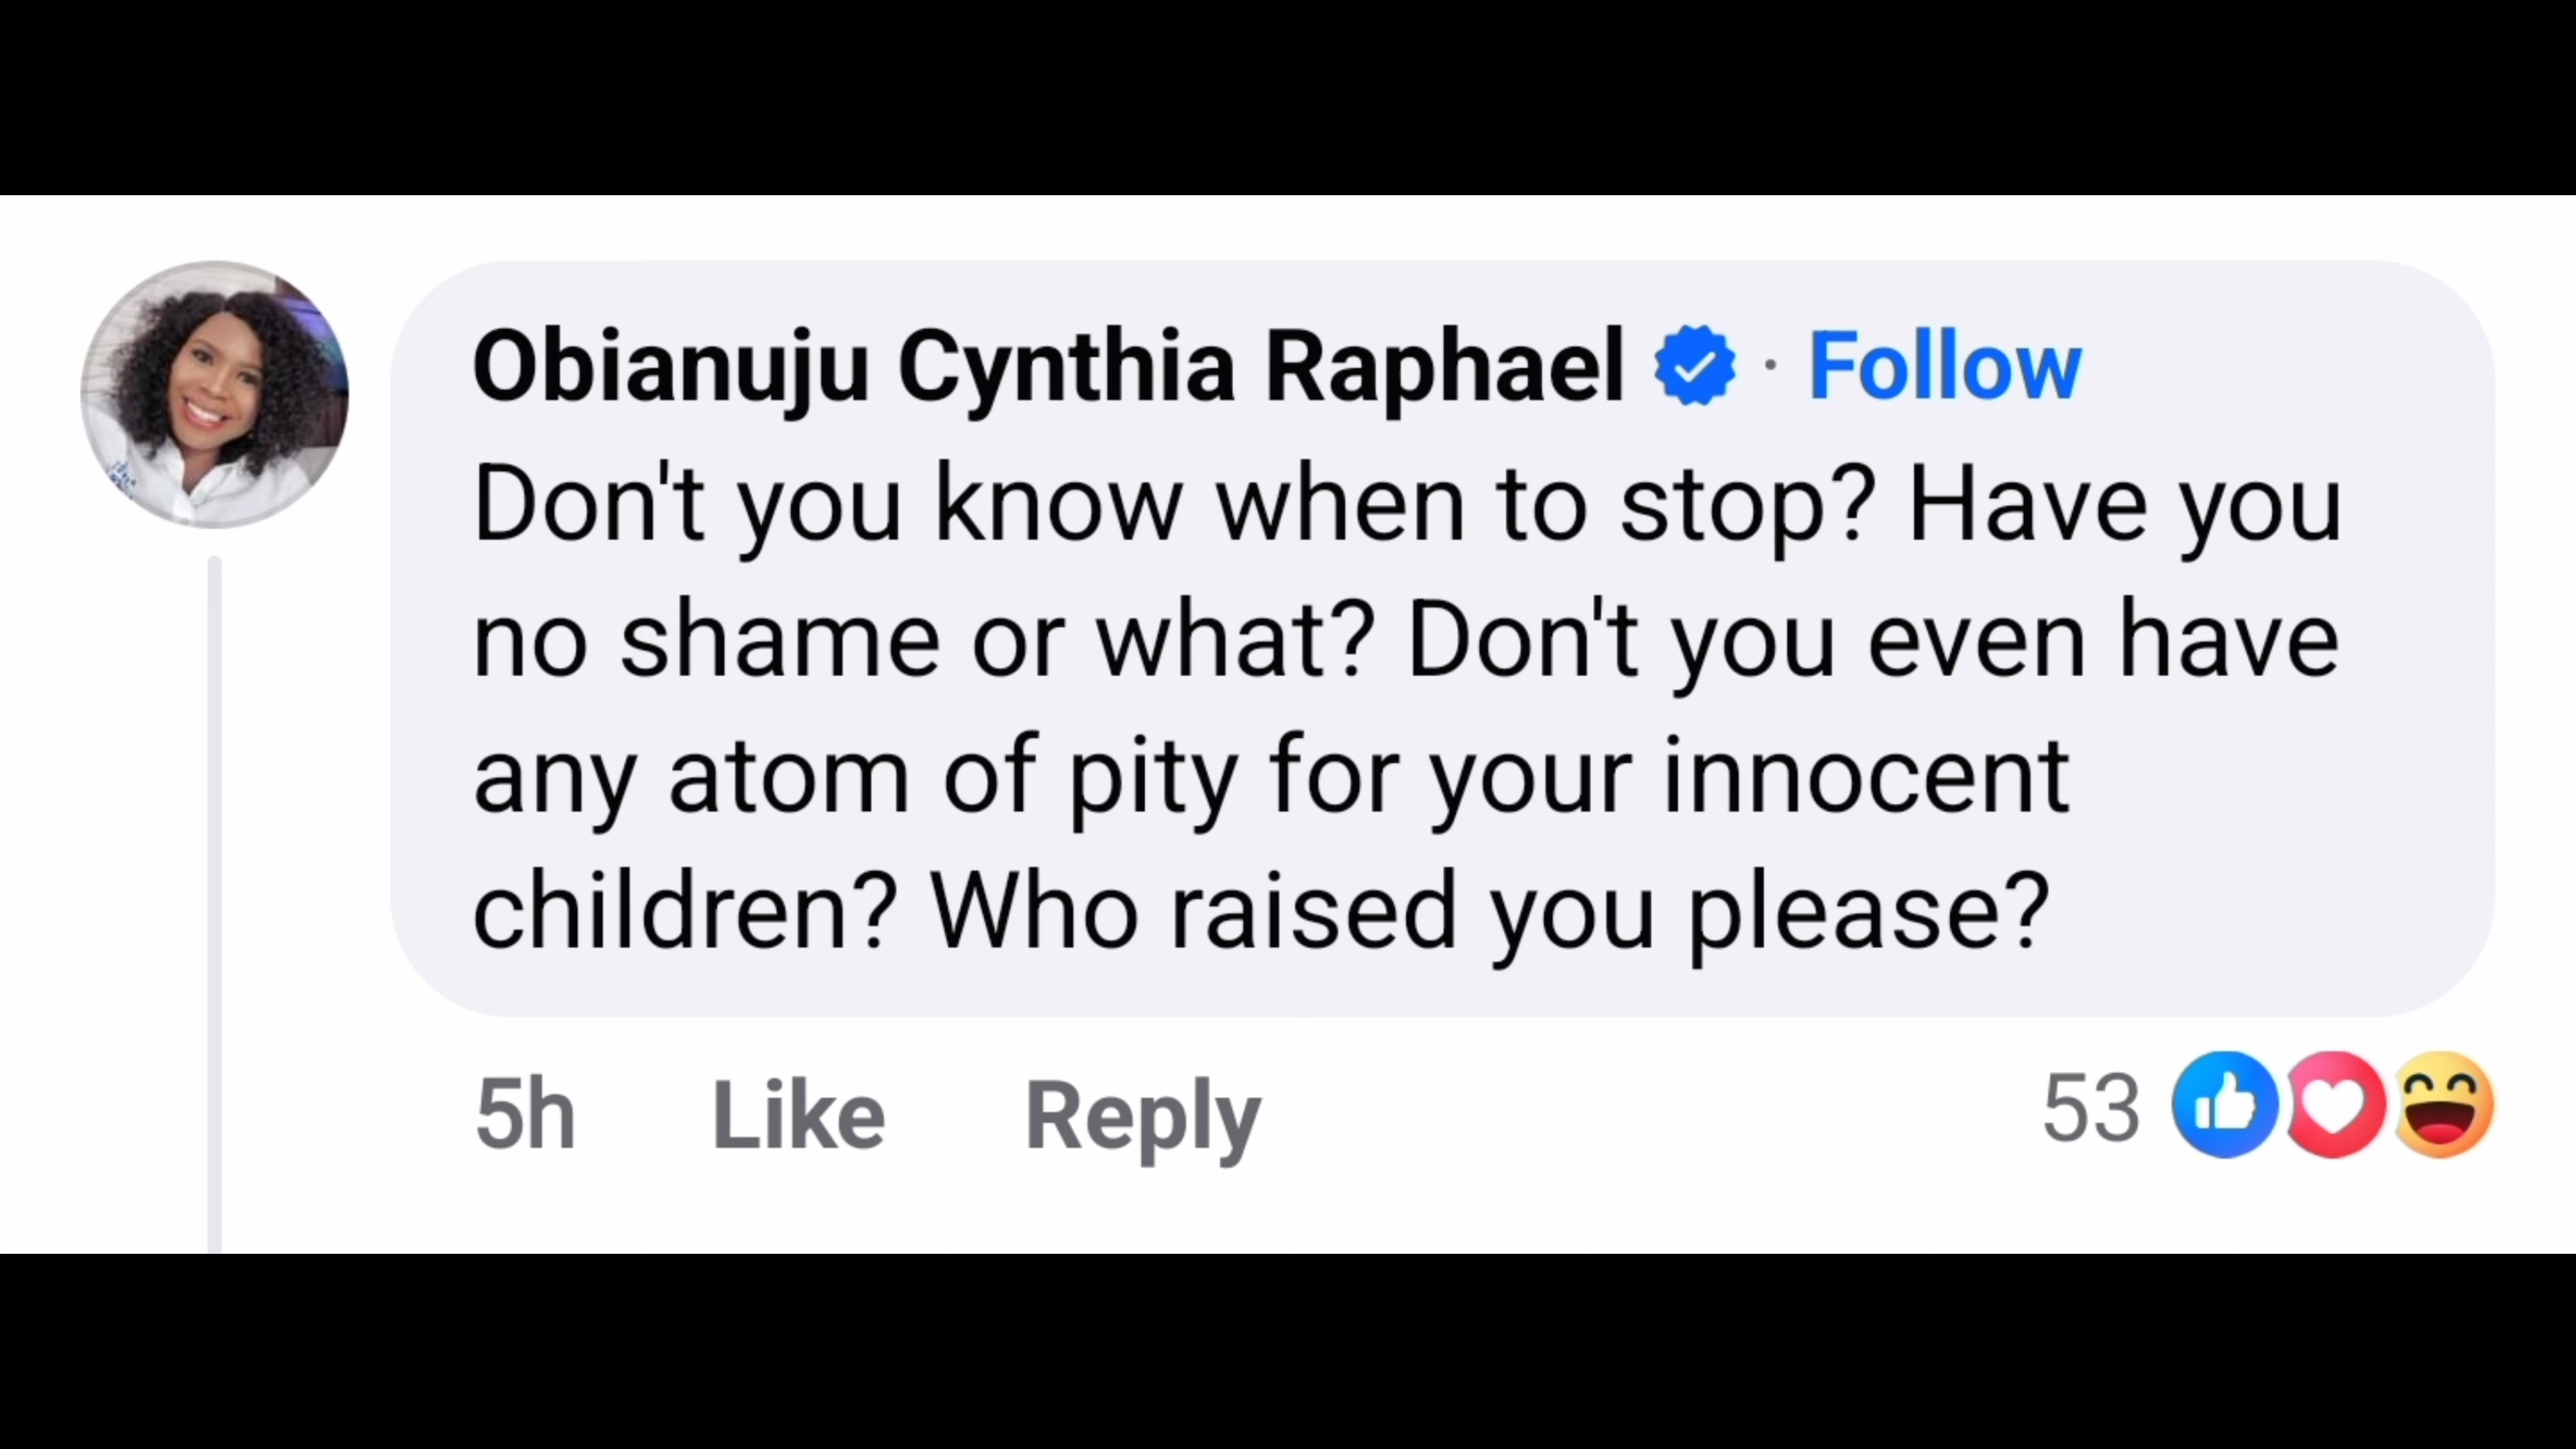 Obianuju Cynthia Raphael · Follow
Don't you know when to stop? Have you
no shame or what? Don't you even have
any atom of pity for your innocent
children? Who raised you please?
5h Like Reply 53